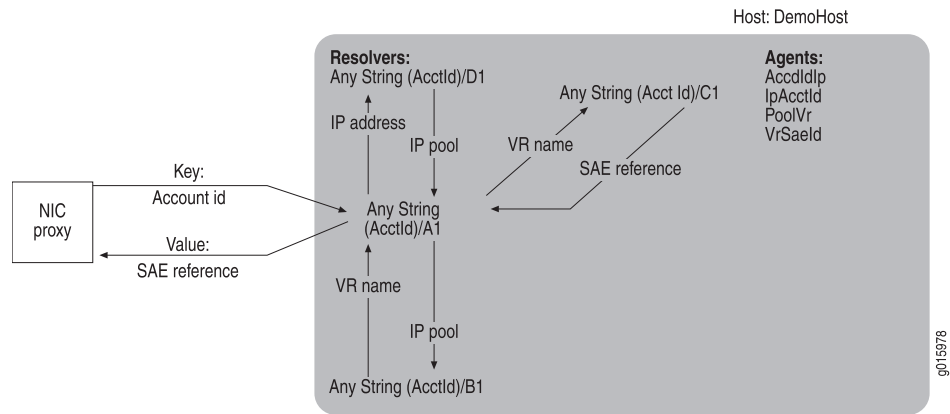 Host: DemoHost
Resolvers:
Any String (AcctId)/D1
Agents:
AccdIdIp
IpAcctId
PoolVr
VrSaeId
Any String (Acct Id)/C1
IP address
IP pool
VR name
SAE reference
Key:
Account id
NIC
proxy
Any String
(AcctId)/A1
Value:
SAE reference
VR name
IP pool
Any String (AcctId)/B1
g015978